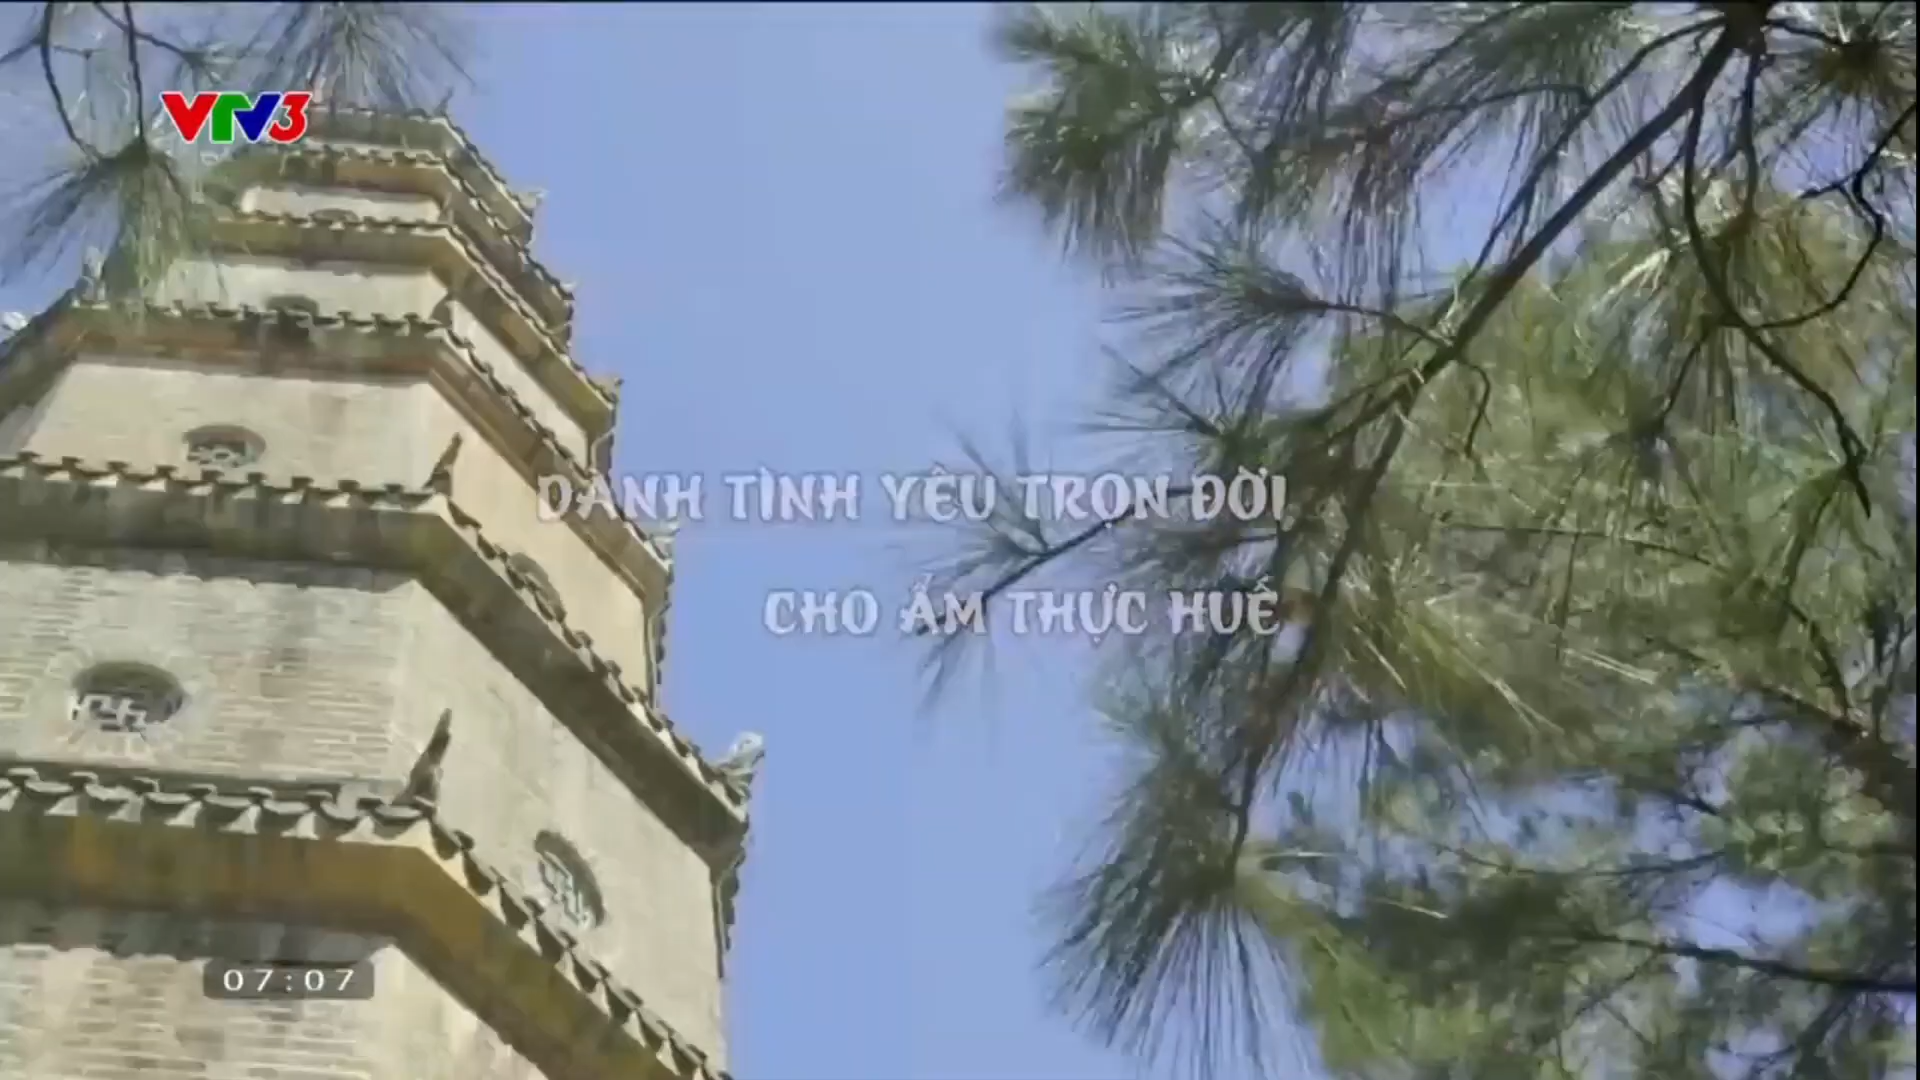 VTV3
DÀNH TÌNH YÊU TRỌN ĐỜI
CHO ẨM THỰC HUẾ
07:07